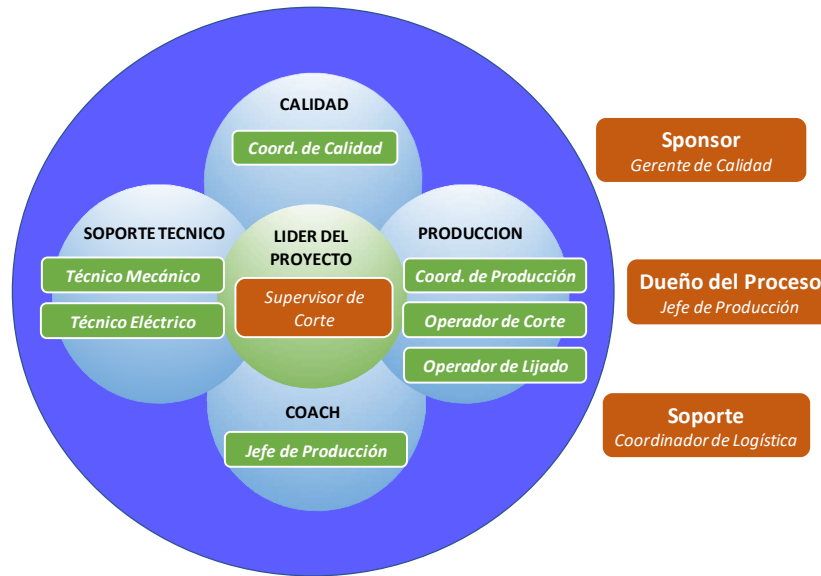 CALIDAD
Coord. de Calidad
SOPORTE TECNICO
Técnico Mecánico
Técnico Eléctrico
LIDER DEL
PROYECTO
Supervisor de
Corte
PRODUCCION
Coord. de Producción
Operador de Corte
Operador de Lijado
COACH
Jefe de Producción
Sponsor
Gerente de Calidad
Dueño del Proceso
Jefe de Producción
Soporte
Coordinador de Logística